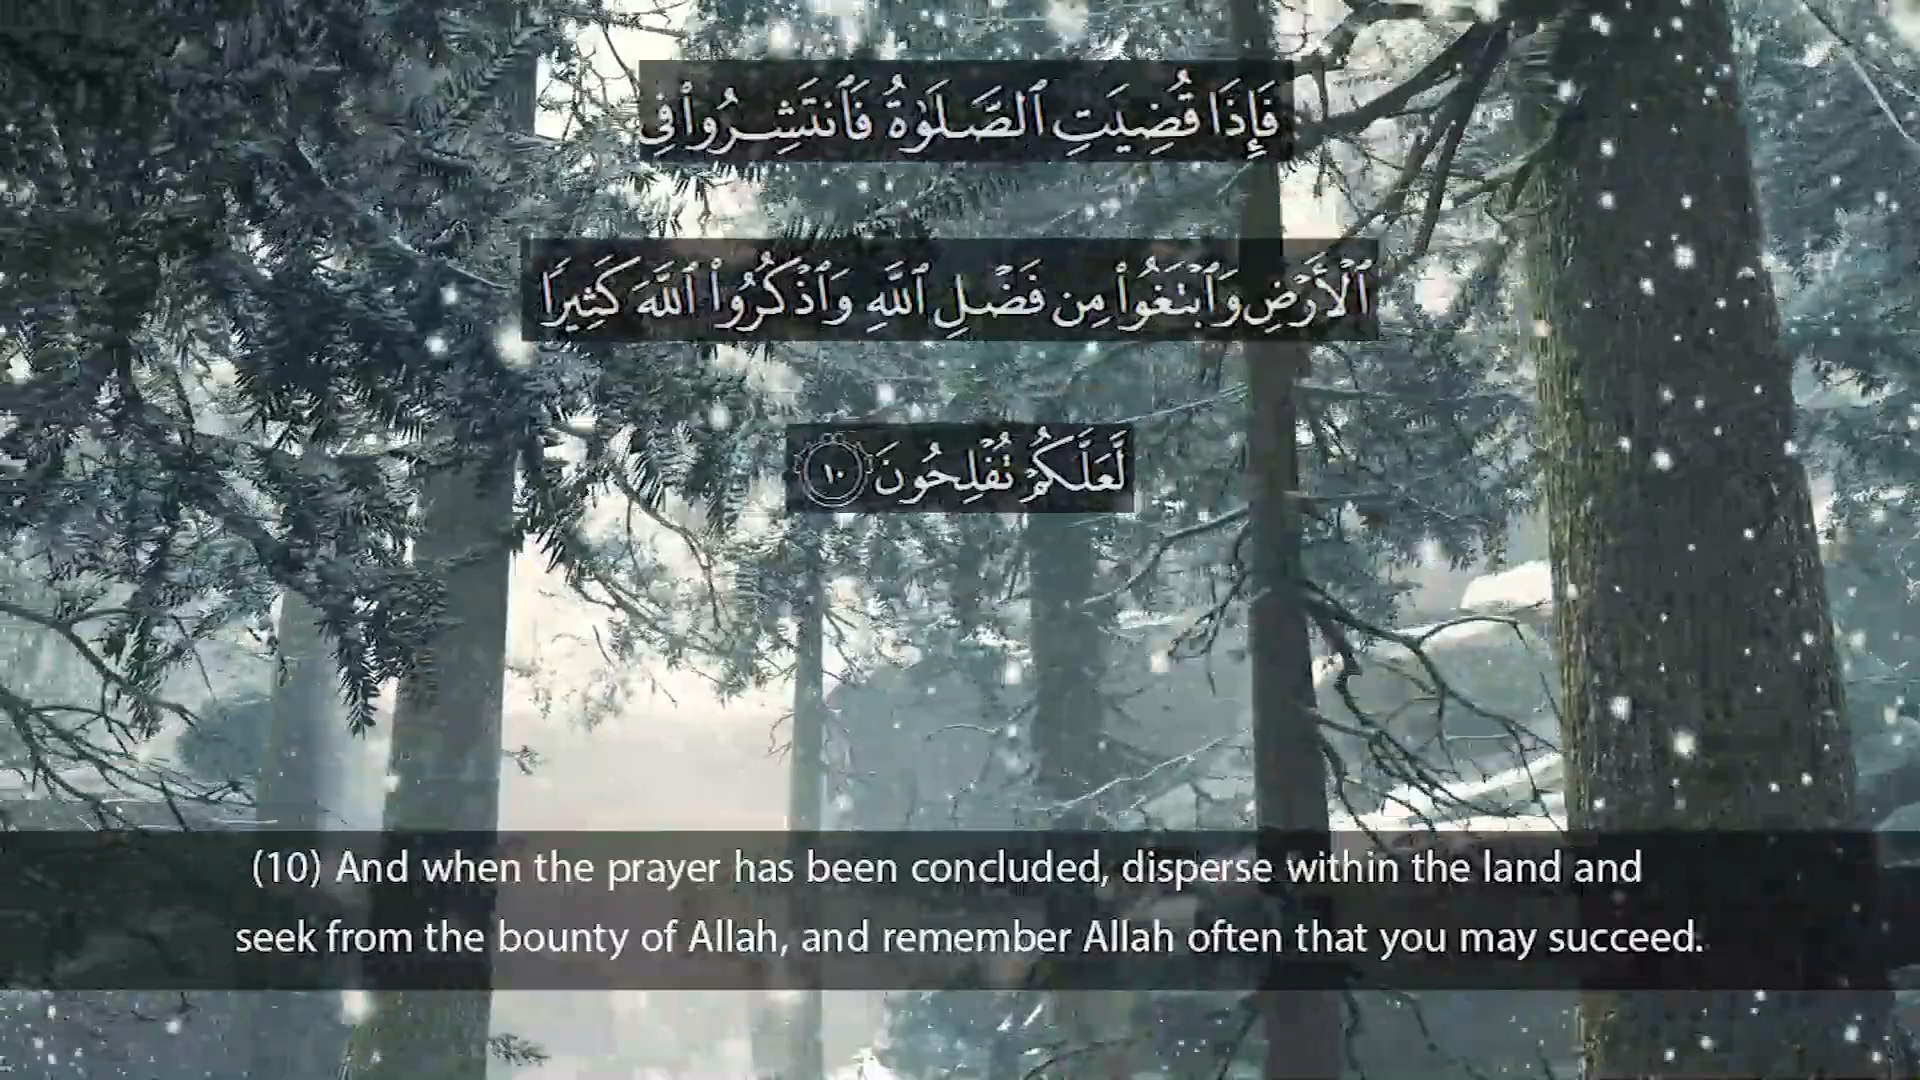 فَإِذَا قُضِيَتِ ٱلصَّلَوٰةُ فَٱنتَشِرُوا۟ فِى
ٱلْأَرْضِ وَٱبْتَغُوا۟ مِن فَضْلِ ٱللَّهِ وَٱذْكُرُوا۟ ٱللَّهَ كَثِيرًا
لَّعَلَّكُمْ تُفْلِحُونَ ١٠
(10) And when the prayer has been concluded, disperse within the land and
seek from the bounty of Allah, and remember Allah often that you may succeed.